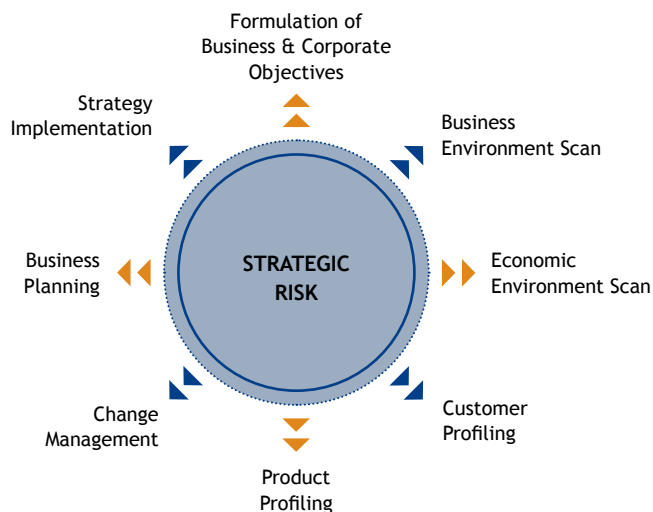 Formulation of
Business & Corporate
Objectives
Strategy
Implementation
Business
Environment Scan
Business
Planning
STRATEGIC
RISK
Economic
Environment Scan
Change
Management
Customer
Profiling
Product
Profiling